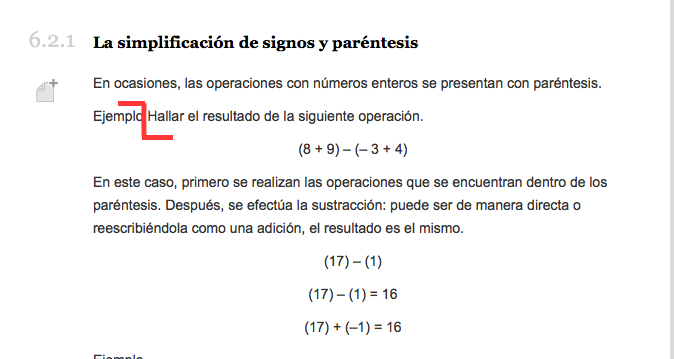 6.2.1 La simplificación de signos y paréntesis
En ocasiones, las operaciones con números enteros se presentan con paréntesis.
Ejemplo Hallar el resultado de la siguiente operación.
(8 + 9) – (– 3 + 4)
En este caso, primero se realizan las operaciones que se encuentran dentro de los
paréntesis. Después, se efectúa la sustracción: puede ser de manera directa o
reescribiéndola como una adición, el resultado es el mismo.
(17) – (1)
(17) – (1) = 16
(17) + (–1) = 16
Ejemplo